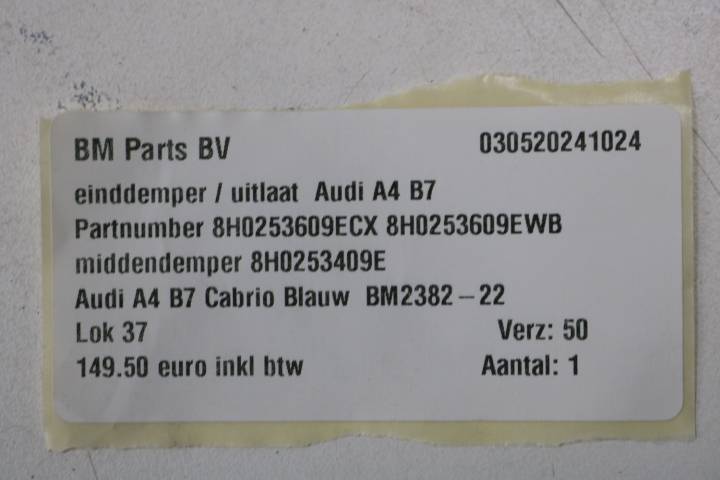 BM Parts BV 030520241024
einddemper / uitlaat Audi A4 B7
Partnumber 8H0253609ECX 8H0253609EWB
middendemper 8H0253409E
Audi A4 B7 Cabrio Blauw BM2382-22
Lok 37 Verz: 50
149.50 euro inkl btw Aantal: 1